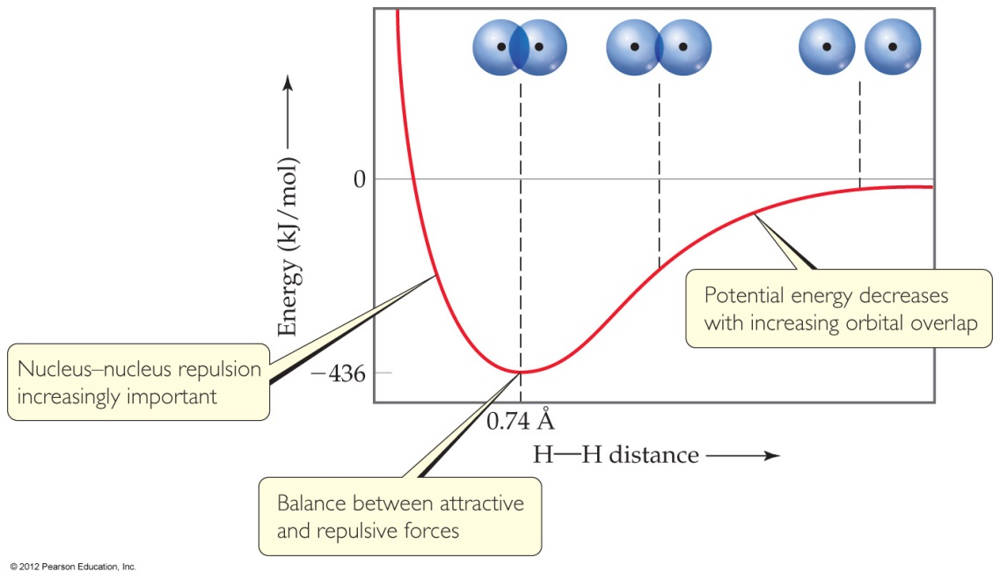 Energy (kJ/mol)
0
−436
0.74 Å
H—H distance
Potential energy decreases
with increasing orbital overlap
Nucleus–nucleus repulsion
increasingly important
Balance between attractive
and repulsive forces
© 2012 Pearson Education, Inc.